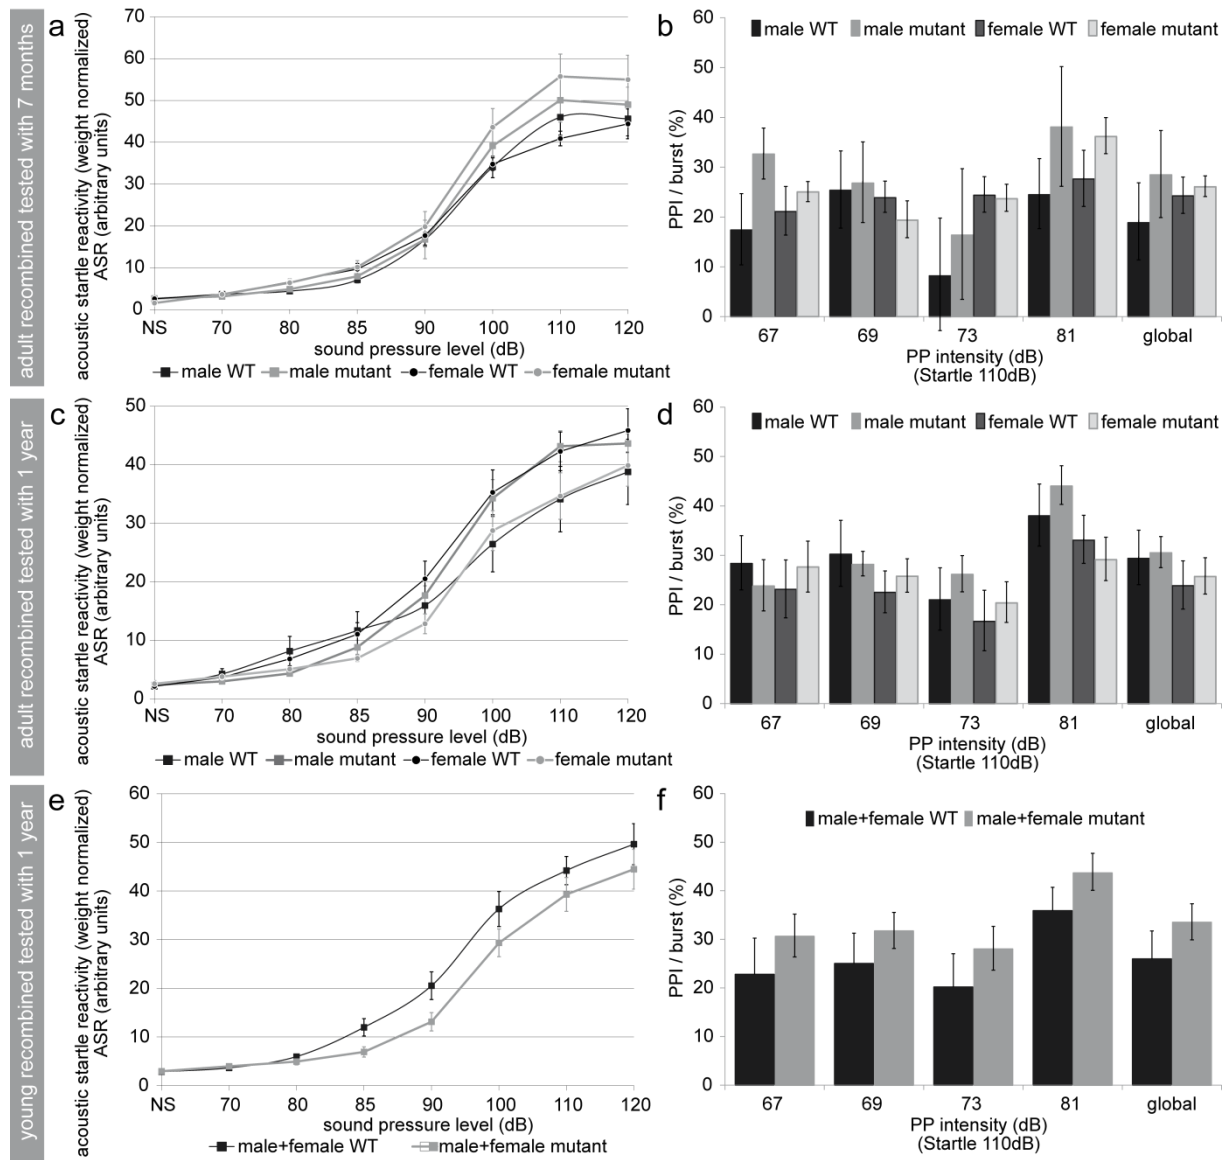 adult recombined tested with 7 months
a
acoustic startle reactivity (weight normalized)
ASR (arbitrary units)
70
60
50
40
30
20
10
0
NS 70 80 85 90 100 110 120
sound pressure level (dB)
male WT male mutant female WT female mutant
b
PPI / burst (%)
60
50
40
30
20
10
0
male WT male mutant female WT female mutant
67 69 73 81 global
PP intensity (dB)
(Startle 110dB)
adult recombined tested with 1 year
c
acoustic startle reactivity (weight normalized)
ASR (arbitrary units)
50
40
30
20
10
0
NS 70 80 85 90 100 110 120
sound pressure level (dB)
male WT male mutant female WT female mutant
d
PPI / burst (%)
60
50
40
30
20
10
0
male WT male mutant female WT female mutant
67 69 73 81 global
PP intensity (dB)
(Startle 110dB)
young recombined tested with 1 year
e
acoustic startle reactivity (weight normalized)
ASR (arbitrary units)
60
50
40
30
20
10
0
NS 70 80 85 90 100 110 120
sound pressure level (dB)
male+female WT male+female mutant
f
PPI / burst (%)
60
50
40
30
20
10
0
male+female WT male+female mutant
67 69 73 81 global
PP intensity (dB)
(Startle 110dB)